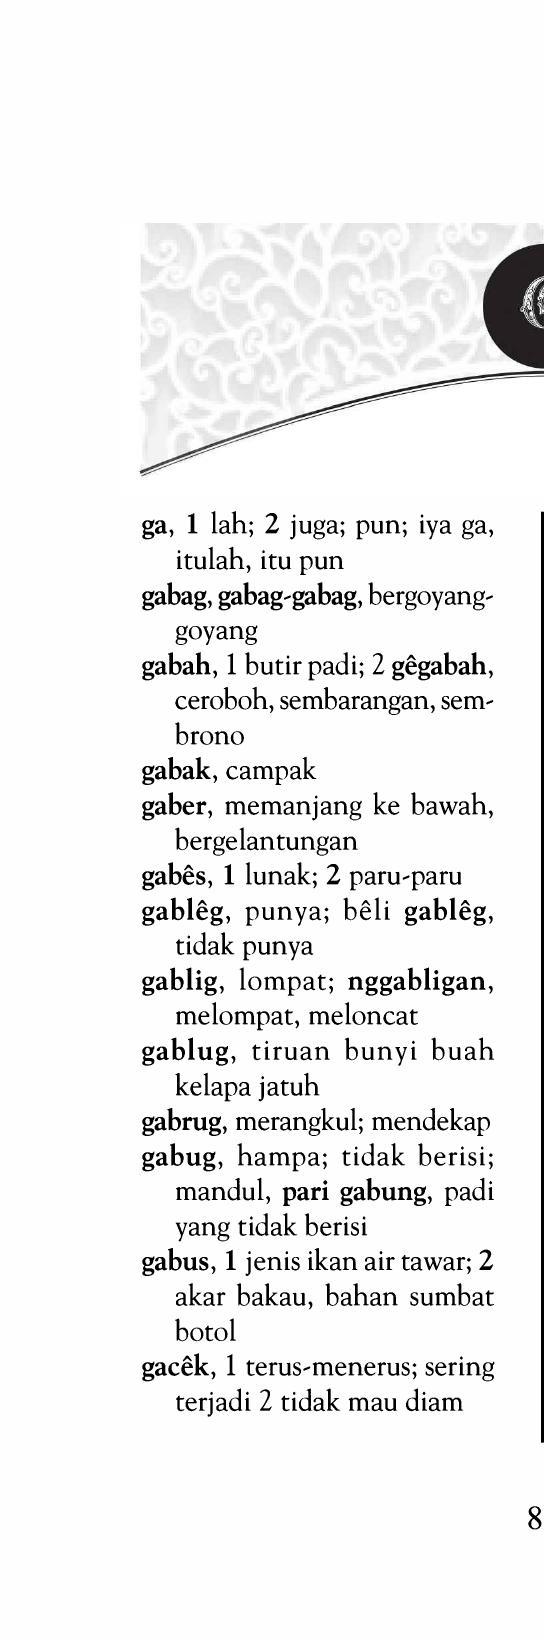 ga, 1 lah; 2 juga; pun; iya ga,
itulah, itu pun
gabag, gabag-gabag, bergoyang-
goyang
gabah, 1 butir padi; 2 gêgabah,
ceroboh, sembarangan, sem-
brono
gabak, campak
gaber, memanjang ke bawah,
bergelantungan
gabês, 1 lunak; 2 paru-paru
gablêg, punya; bêli gablêg,
tidak punya
gablig, lompat; nggabligan,
melompat, meloncat
gablug, tiruan bunyi buah
kelapa jatuh
gabrug, merangkul; mendekap
gabug, hampa; tidak berisi;
mandul, pari gabung, padi
yang tidak berisi
gabus, 1 jenis ikan air tawar; 2
akar bakau, bahan sumbat
botol
gacêk, 1 terus-menerus; sering
terjadi 2 tidak mau diam
8